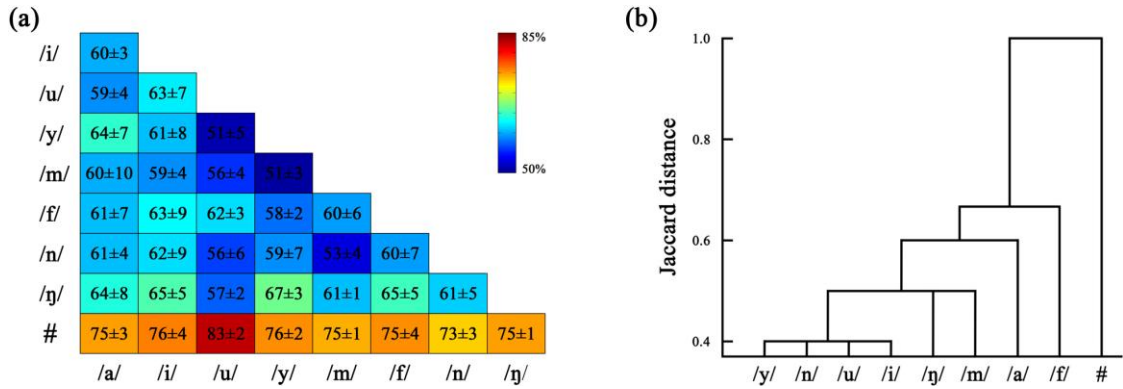 (a)
/i/ 60±3
/u/ 59±4 63±7
/y/ 64±7 61±8 51±5
/m/ 60±10 59±4 56±4 51±3
/f/ 61±7 63±9 62±3 58±2 60±6
/n/ 61±4 62±9 56±6 59±7 53±4 60±7
/ŋ/ 64±8 65±5 57±2 67±3 61±1 65±5 61±5
# 75±3 76±4 83±2 76±2 75±1 75±4 73±3 75±1
/a/ /i/ /u/ /y/ /m/ /f/ /n/ /ŋ/
85%
50%
(b)
Jaccard distance
1.0
0.8
0.6
0.4
/y/ /n/ /u/ /i/ /ŋ/ /m/ /a/ /f/ #